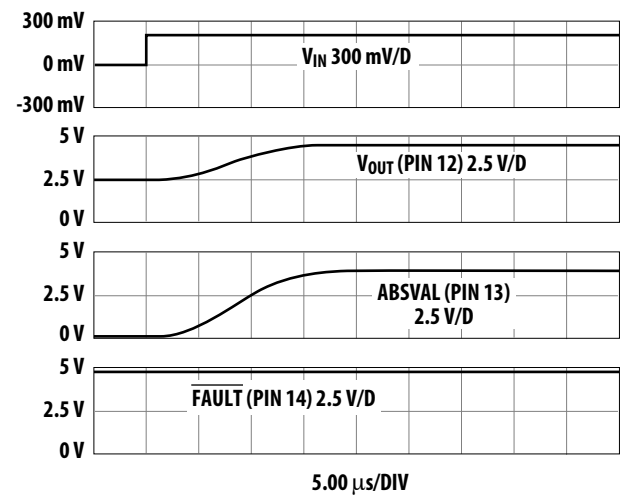 300 mV
0 mV
-300 mV
VIN 300 mV/D
5 V
2.5 V
0 V
VOUT (PIN 12) 2.5 V/D
5 V
2.5 V
0 V
ABSVAL (PIN 13)
2.5 V/D
5 V
2.5 V
0 V
FAULT (PIN 14) 2.5 V/D
5.00 μs/DIV